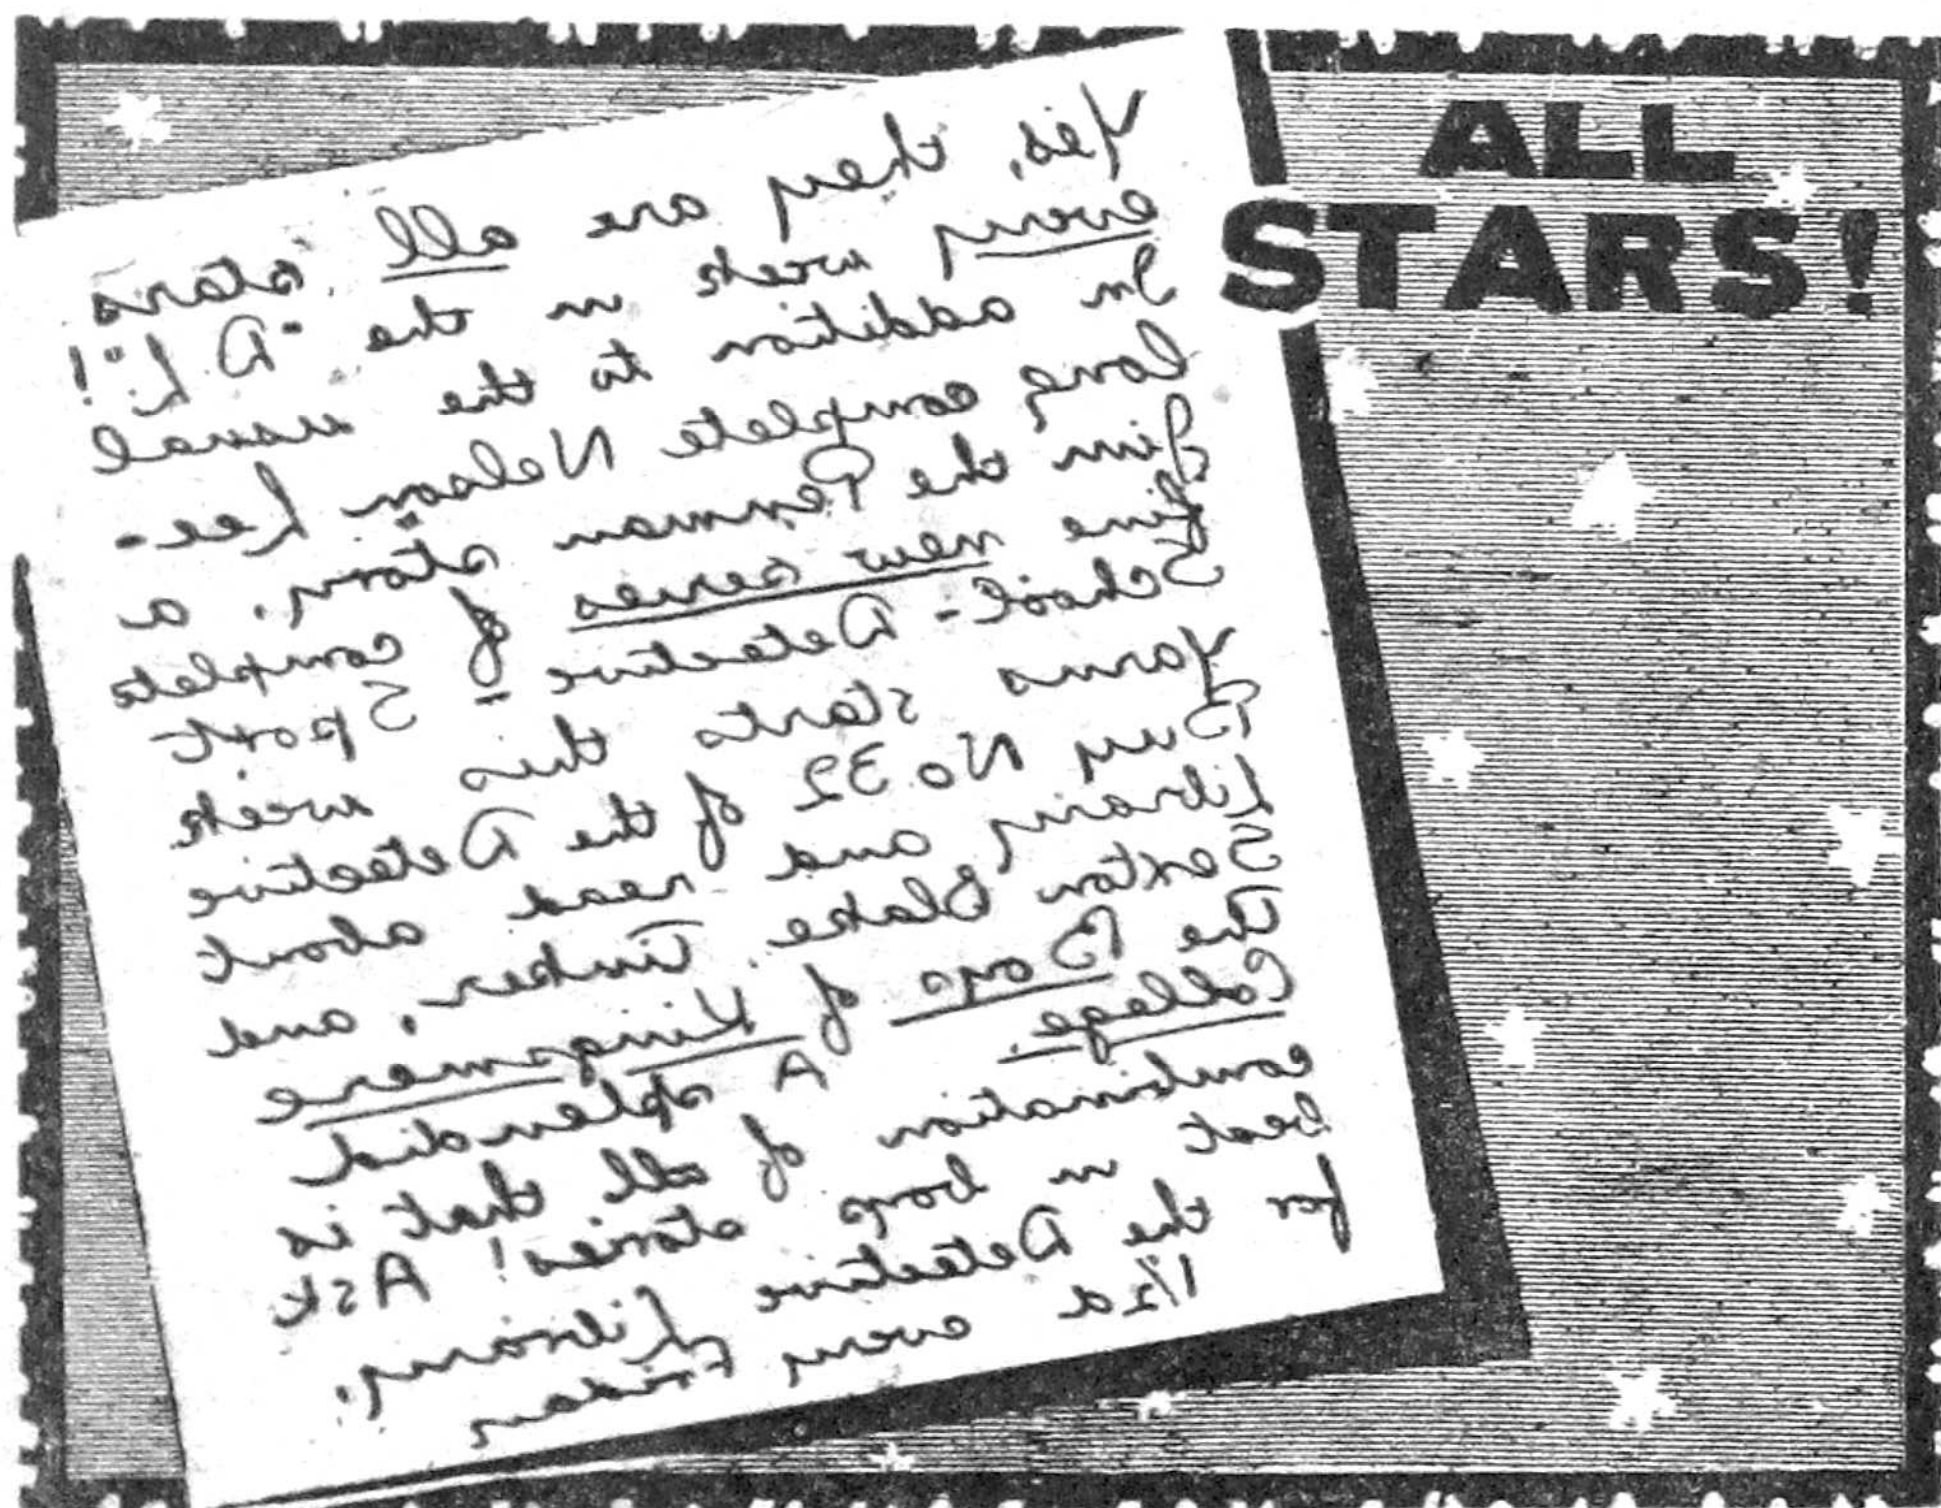 ALL
STARS!
Yes, they are all stars
every week in the "D.L."!
In addition to the usual
long complete Nelson Lee-
Jim the Penman story, a
fine new series of complete
School-Detective-Sport
Yarns starts this week
Buy No 32 of the Detective
Library and read about
Sexton Blake, Tinker, and
The Boys of Kingsmere
College. A splendid
combination of all that is
best in boys stories! Ask
for the Detective Library,
1/2d every Friday